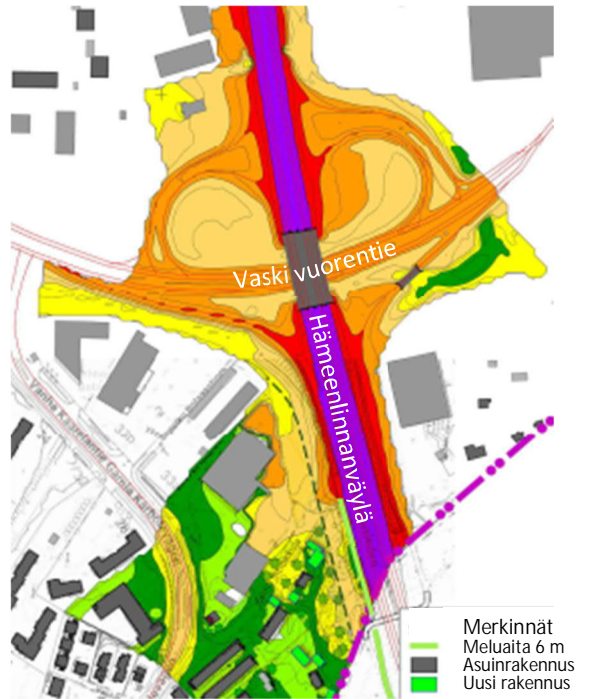 Vaski vuorentie
Hämeenlinnanväylä
Merkinnät
Meluaita 6 m
Asuinrakennus
Uusi rakennus